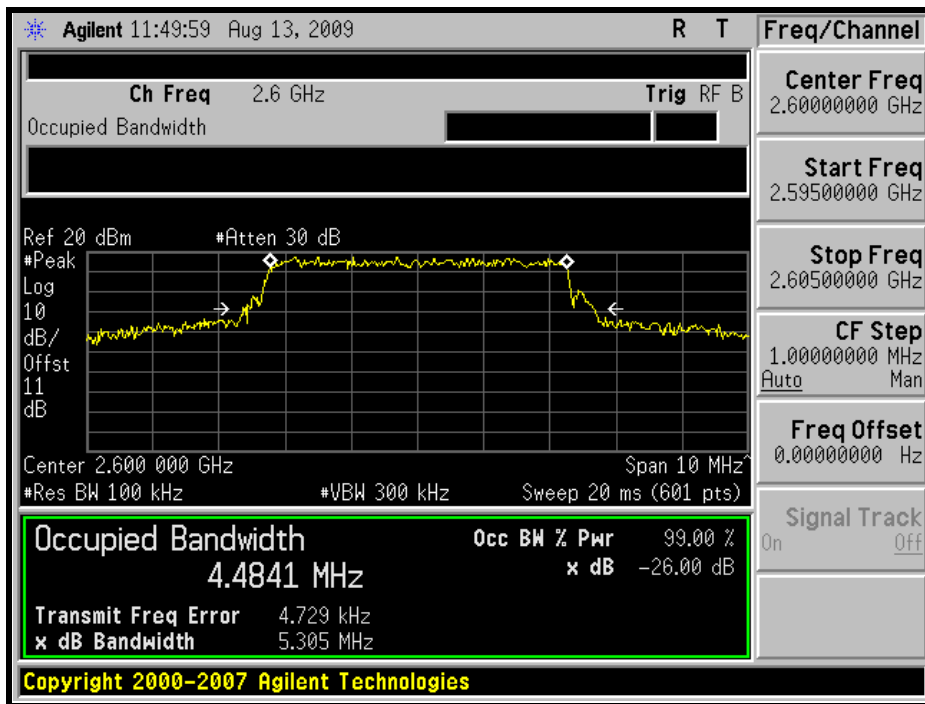 Agilent 11:49:59 Aug 13, 2009 R T
Freq/Channel
Ch Freq 2.6 GHz Trig RF B
Occupied Bandwidth
Center Freq
2.60000000 GHz
Start Freq
2.59500000 GHz
Stop Freq
2.60500000 GHz
CF Step
1.00000000 MHz
Auto Man
Freq Offset
0.00000000 Hz
Signal Track
On Off
Ref 20 dBm #Atten 30 dB
#Peak
Log
10
dB/
Offst
11
dB
Center 2.600 000 GHz Span 10 MHz^
#Res BW 100 kHz #VBW 300 kHz Sweep 20 ms (601 pts)
Occupied Bandwidth
4.4841 MHz
Occ BW % Pwr 99.00 %
x dB -26.00 dB
Transmit Freq Error 4.729 kHz
x dB Bandwidth 5.305 MHz
Copyright 2000-2007 Agilent Technologies